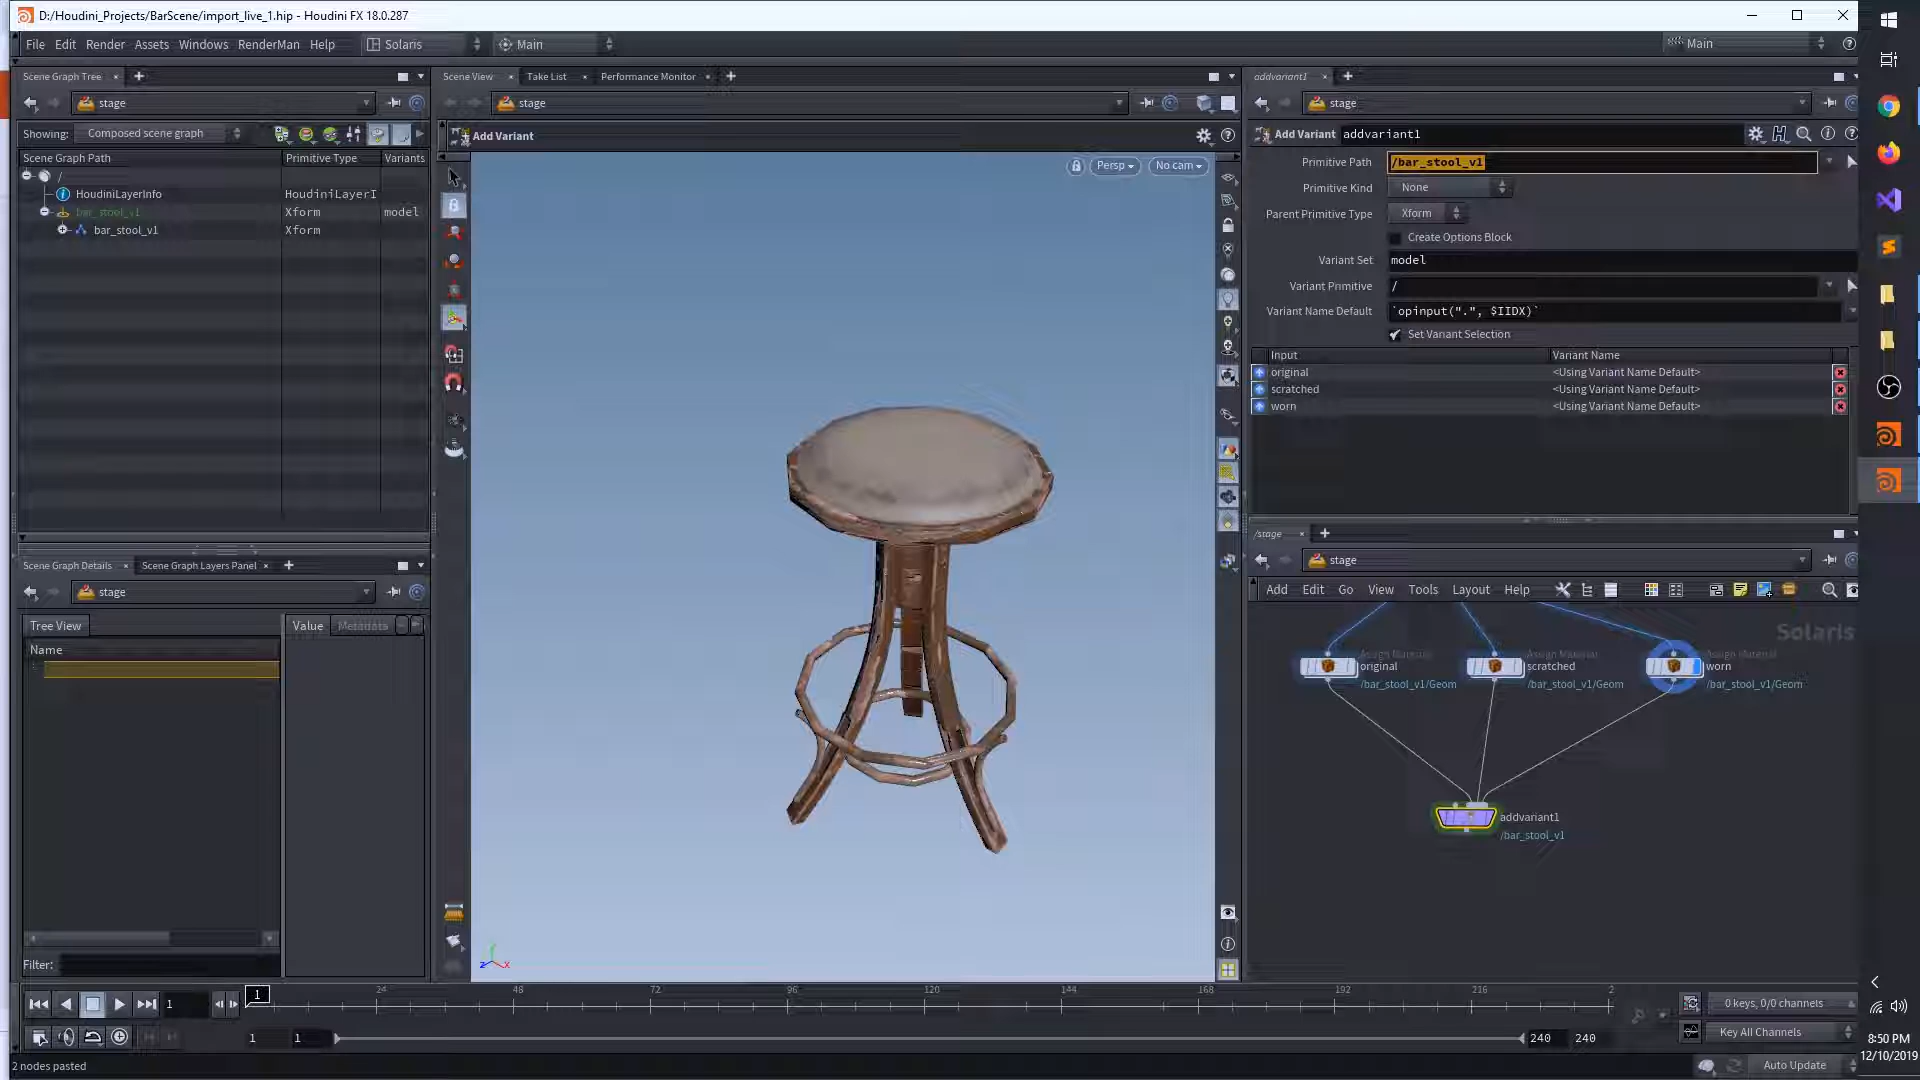 D:/Houdini_Projects/BarScene/import_live_1.hip - Houdini FX 18.0.287
File Edit Render Assets Windows RenderMan Help Solaris Main Main
Scene Graph Tree
stage
Showing: Composed scene graph
Scene Graph Path Primitive Type Variants
/
HoudiniLayerInfo HoudiniLayerI
bar_stool_v1 Xform model
bar_stool_v1 Xform
Scene Graph Details Scene Graph Layers Panel
stage
Tree View Value Metadata
Name
Filter:
Scene View Take List Performance Monitor
stage
Add Variant
Persp No cam
addvariant1
stage
Add Variant addvariant1
Primitive Path /bar_stool_v1
Primitive Kind None
Parent Primitive Type Xform
Create Options Block
Variant Set model
Variant Primitive /
Variant Name Default `opinput(".", $IIDX)`
Set Variant Selection
Input Variant Name
original <Using Variant Name Default>
scratched <Using Variant Name Default>
worn <Using Variant Name Default>
/stage
stage
Add Edit Go View Tools Layout Help
Solaris
Assign Material Assign Material Assign Material
original scratched worn
/bar_stool_v1/Geom /bar_stool_v1/Geom /bar_stool_v1/Geom
addvariant1
/bar_stool_v1
1 1 24 48 72 96 120 144 168 192 216 2
0 keys, 0/0 channels
1 1 240 240
Key All Channels
2 nodes pasted
Auto Update
8:50 PM
12/10/2019